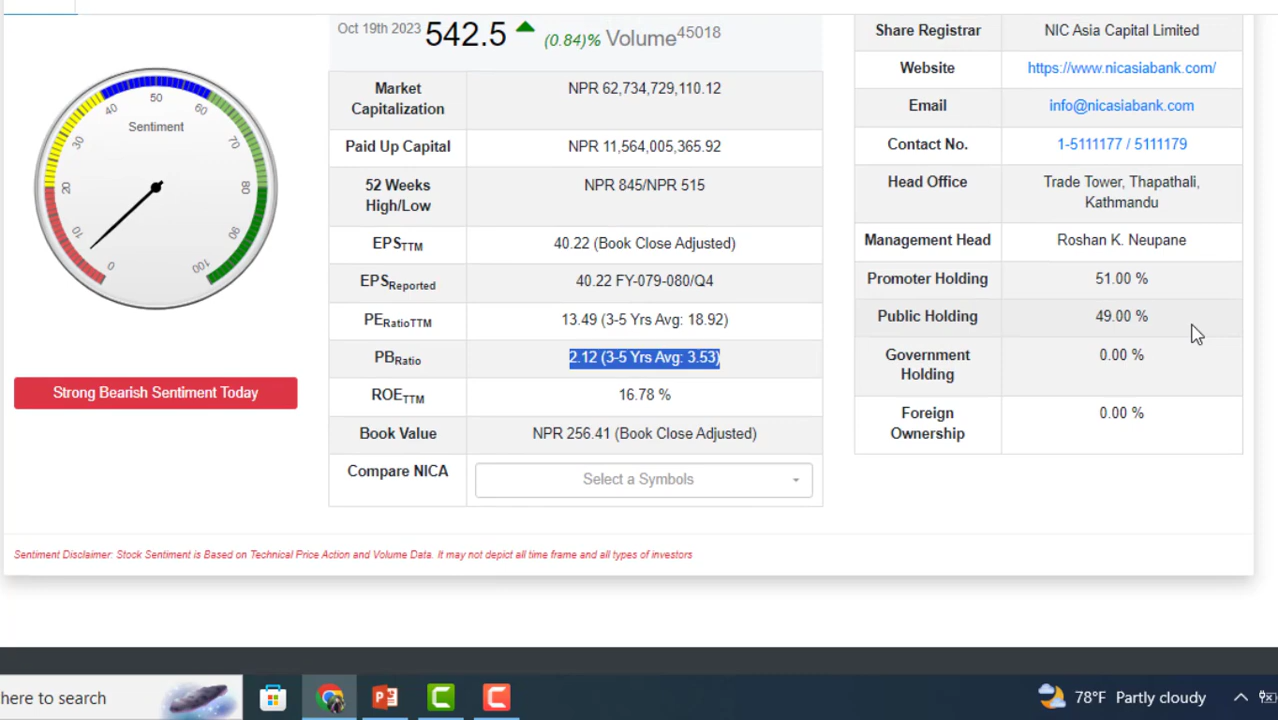 Oct 19th 2023 542.5 (0.84)% Volume45018
50
40
60
Sentiment
30
70
20
80
10
90
0
100
Strong Bearish Sentiment Today
Market
Capitalization
NPR 62,734,729,110.12
Paid Up Capital
NPR 11,564,005,365.92
52 Weeks
High/Low
NPR 845/NPR 515
EPSTTM
40.22 (Book Close Adjusted)
EPSReported
40.22 FY-079-080/Q4
PERatioTTM
13.49 (3-5 Yrs Avg: 18.92)
PBRatio
2.12 (3-5 Yrs Avg: 3.53)
ROETTM
16.78 %
Book Value
NPR 256.41 (Book Close Adjusted)
Compare NICA
Select a Symbols
Share Registrar
NIC Asia Capital Limited
Website
https://www.nicasiabank.com/
Email
info@nicasiabank.com
Contact No.
1-5111177 / 5111179
Head Office
Trade Tower, Thapathali,
Kathmandu
Management Head
Roshan K. Neupane
Promoter Holding
51.00 %
Public Holding
49.00 %
Government
Holding
0.00 %
Foreign
Ownership
0.00 %
Sentiment Disclaimer: Stock Sentiment is Based on Technical Price Action and Volume Data. It may not depict all time frame and all types of investors
here to search
78°F Partly cloudy